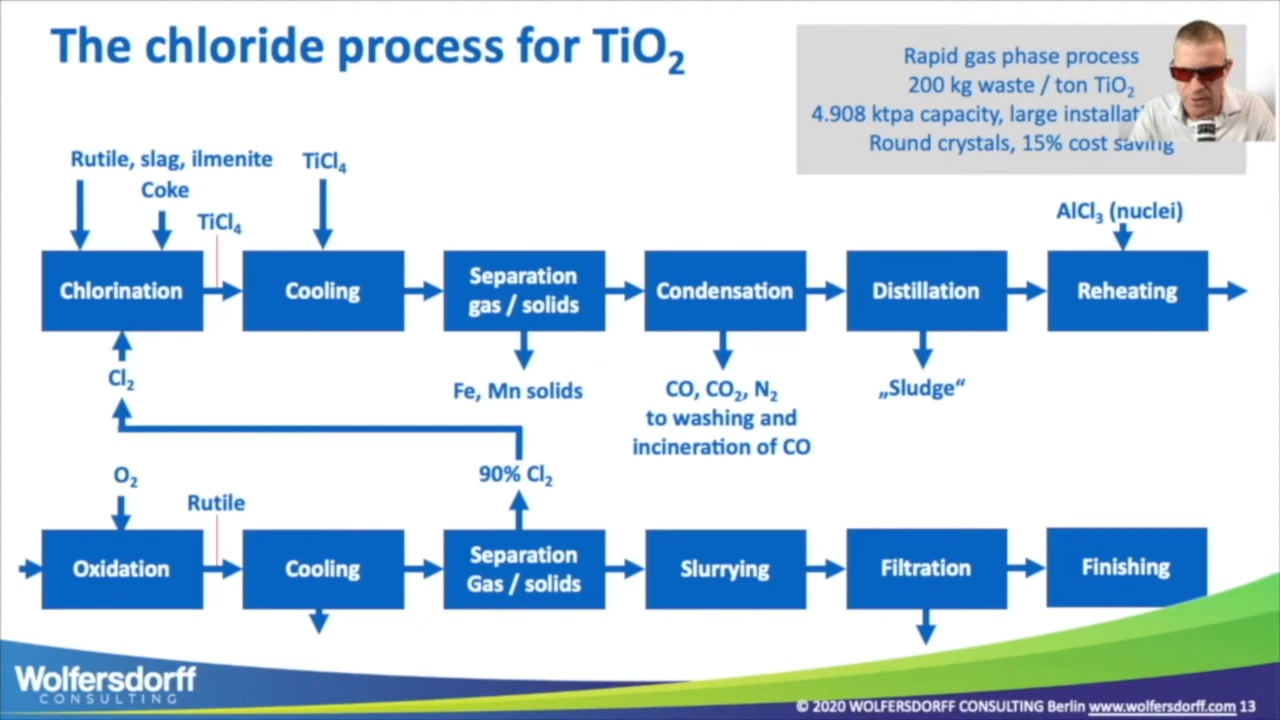 The chloride process for TiO₂
Rapid gas phase process
200 kg waste / ton TiO₂
4.908 ktpa capacity, large
Round crystals, 15% cost saving
Rutile, slag, ilmenite
Coke
TiCl₄
TiCl₄
AlCl₃ (nuclei)
Chlorination
Cooling
Separation
gas / solids
Condensation
Distillation
Reheating
Cl₂
Fe, Mn solids
CO, CO₂, N₂
to washing and
incineration of CO
„Sludge“
O₂
Rutile
90% Cl₂
Oxidation
Cooling
Separation
Gas / solids
Slurrying
Filtration
Finishing
Wolfersdorff
CONSULTING
© 2020 WOLFERSDORFF CONSULTING Berlin www.wolfersdorff.com 13